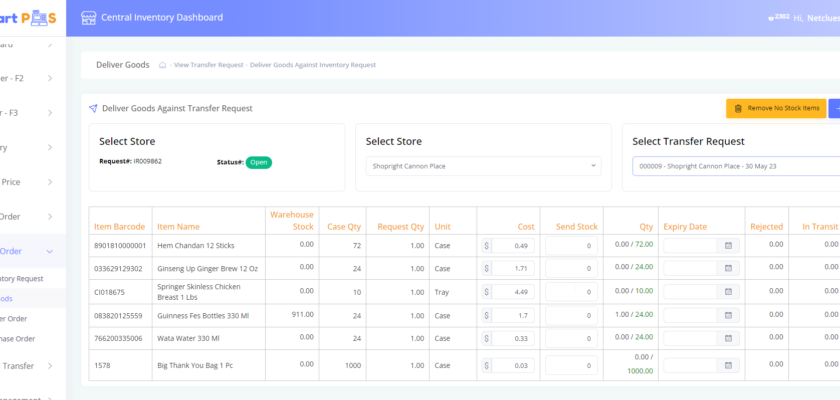 art POS
Central Inventory Dashboard
2302 Hi, Netclues
Deliver Goods
View Transfer Request - Deliver Goods Against Inventory Request
er - F2
r - F3
ry
Price
Order
Order
ntory Request
ods
er Order
hase Order
Transfer
Deliver Goods Against Transfer Request
Remove No Stock Items
Select Store
Request#: IR009862 Status#: Open
Select Store
Shopright Cannon Place
Select Transfer Request
000009 - Shopright Cannon Place - 30 May 23
Item Barcode Item Name Warehouse Stock Case Qty Request Qty Unit Cost Send Stock Qty Expiry Date Rejected In Transit
8901810000001 Hem Chandan 12 Sticks 0.00 72 1.00 Case $ 0.49 0 0.00 / 72.00 0.00 0.00
033629129302 Ginseng Up Ginger Brew 12 Oz 0.00 24 1.00 Case $ 1.71 0 0.00 / 24.00 0.00 0.00
CI018675 Springer Skinless Chicken Breast 1 Lbs 0.00 10 1.00 Tray $ 4.49 0 0.00 / 10.00 0.00 0.00
083820125559 Guinness Fes Bottles 330 Ml 911.00 24 1.00 Case $ 1.7 0 1.00 / 24.00 0.00 0.00
766200335006 Wata Water 330 Ml 0.00 24 1.00 Case $ 0.33 0 0.00 / 24.00 0.00 0.00
1578 Big Thank You Bag 1 Pc 0.00 1000 1.00 Case $ 0.03 0 0.00 / 1000.00 0.00 0.00